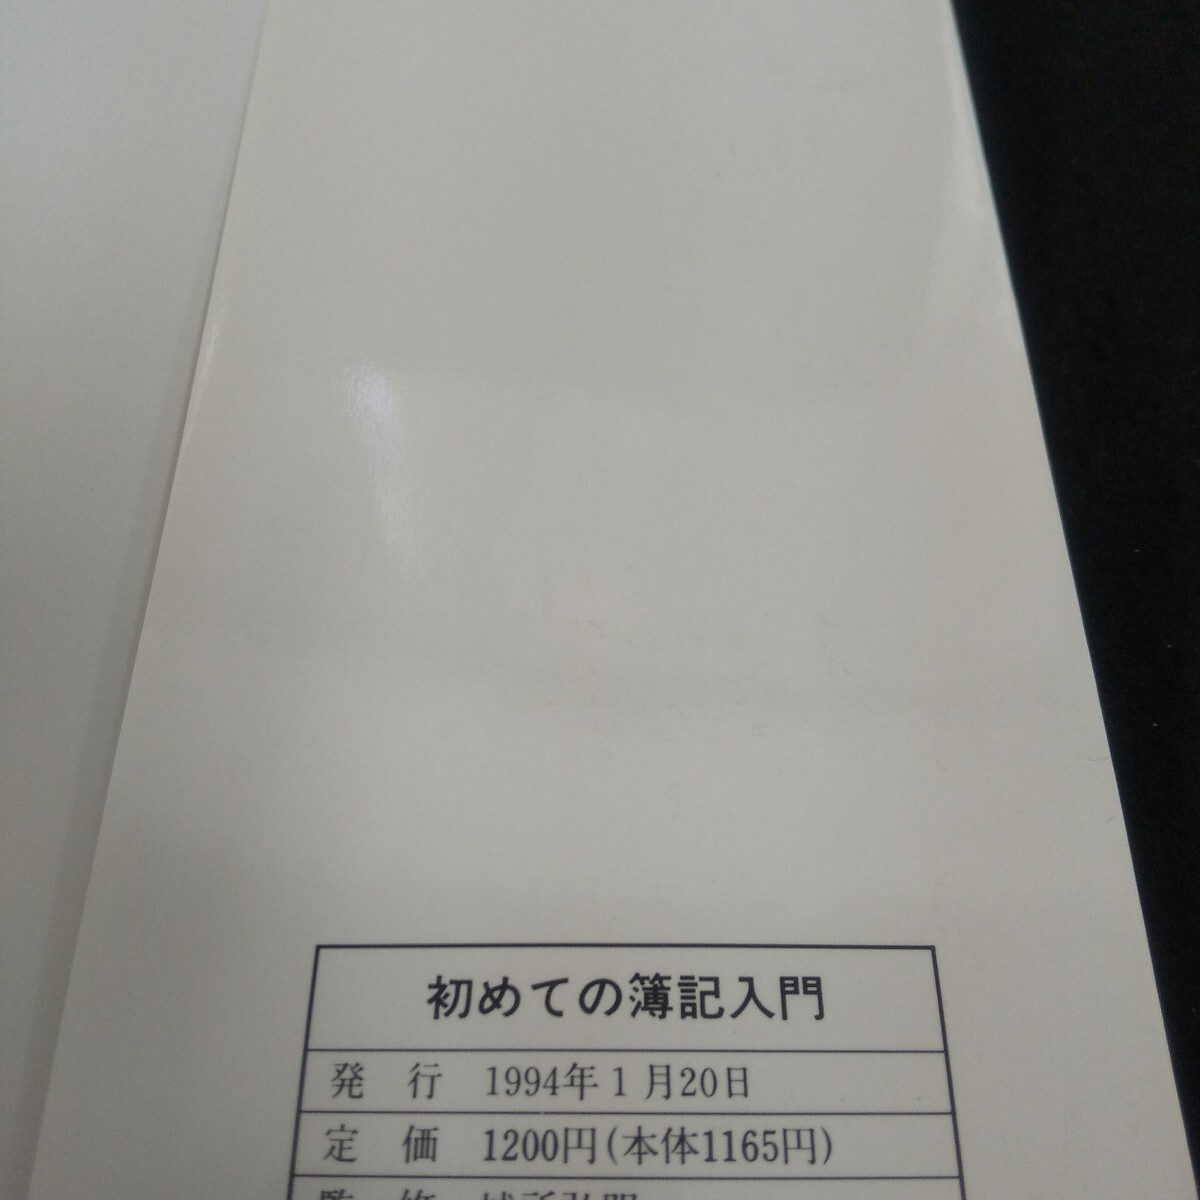 初めての簿記入門
発 行 1994年1月20日
定 価 1200円(本体1165円)